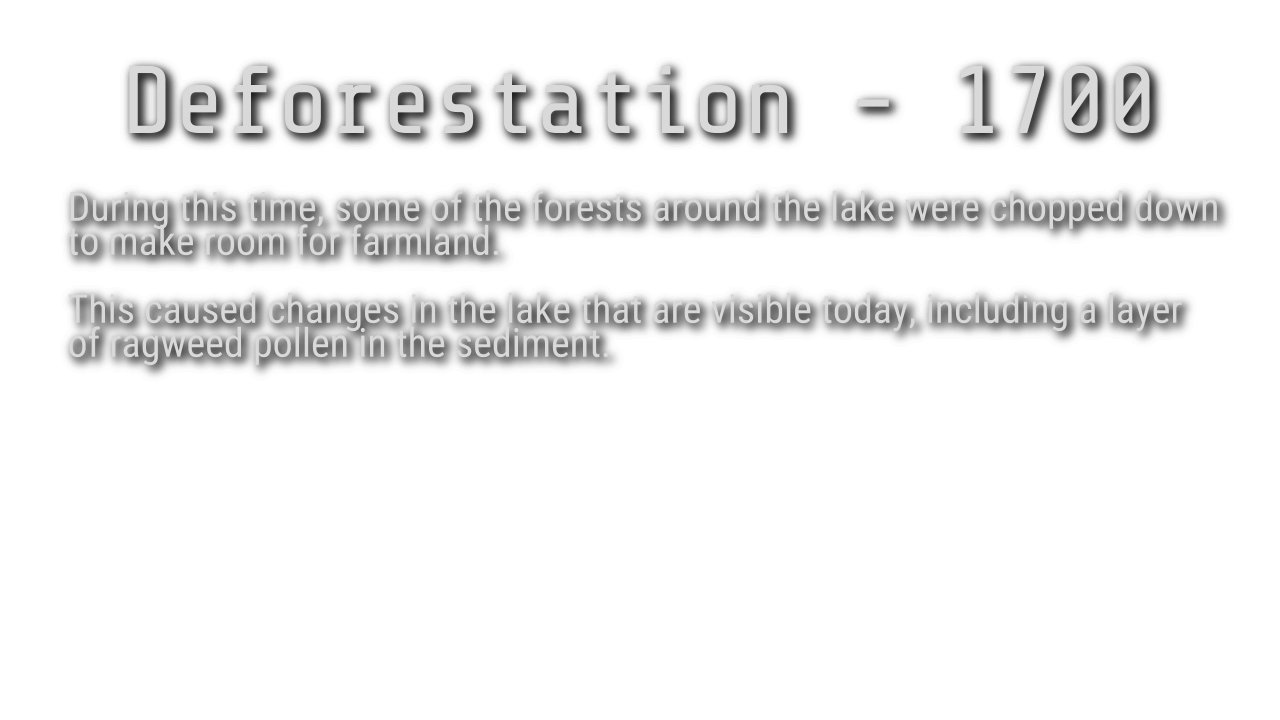 Deforestation - 1700
During this time, some of the forests around the lake were chopped down
to make room for farmland.
This caused changes in the lake that are visible today, including a layer
of ragweed pollen in the sediment.